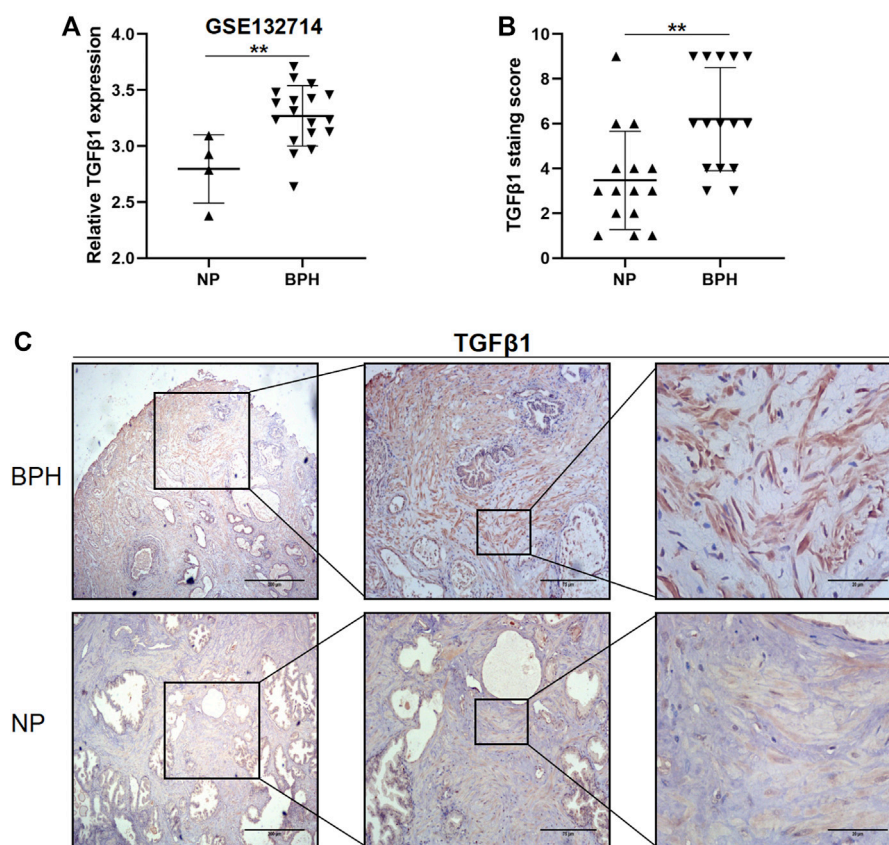 A
GSE132714
**
Relative TGFβ1 expression
4.0
3.5
3.0
2.5
2.0
NP
BPH
B
**
TGFβ1 staing score
10
8
6
4
2
0
NP
BPH
C
TGFβ1
BPH
NP